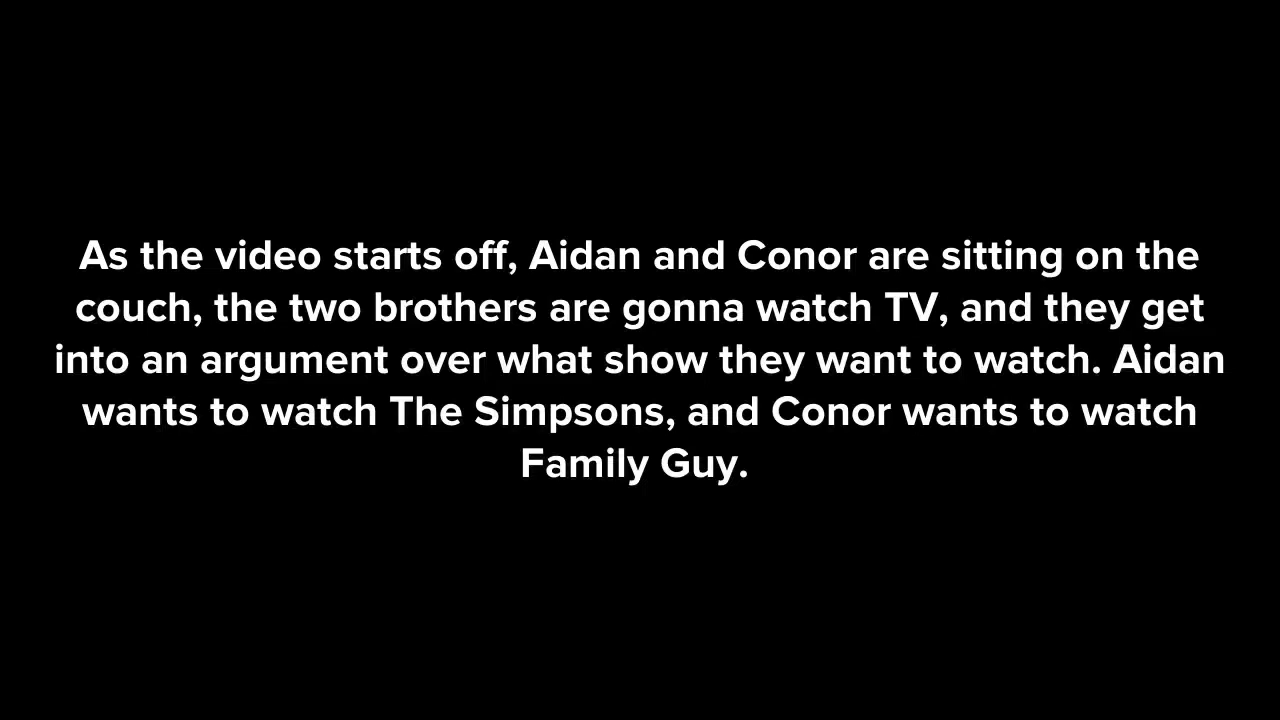 As the video starts off, Aidan and Conor are sitting on the
couch, the two brothers are gonna watch TV, and they get
into an argument over what show they want to watch. Aidan
wants to watch The Simpsons, and Conor wants to watch
Family Guy.